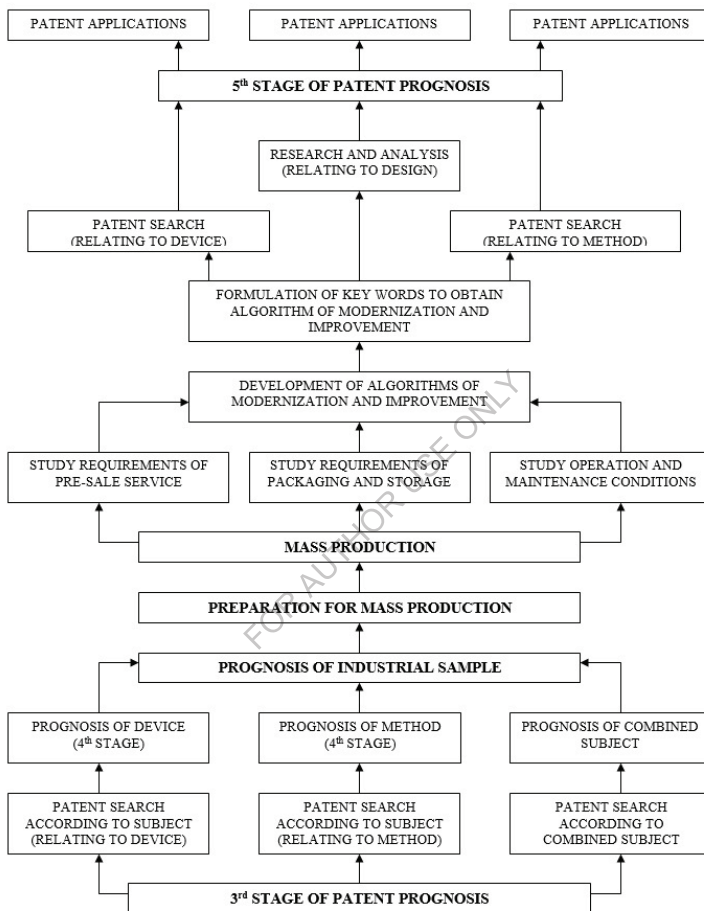 PATENT APPLICATIONS
PATENT APPLICATIONS
PATENT APPLICATIONS
5th STAGE OF PATENT PROGNOSIS
RESEARCH AND ANALYSIS
(RELATING TO DESIGN)
PATENT SEARCH
(RELATING TO DEVICE)
PATENT SEARCH
(RELATING TO METHOD)
FORMULATION OF KEY WORDS TO OBTAIN
ALGORITHM OF MODERNIZATION AND
IMPROVEMENT
DEVELOPMENT OF ALGORITHMS OF
MODERNIZATION AND IMPROVEMENT
STUDY REQUIREMENTS OF
PRE-SALE SERVICE
STUDY REQUIREMENTS OF
PACKAGING AND STORAGE
STUDY OPERATION AND
MAINTENANCE CONDITIONS
MASS PRODUCTION
PREPARATION FOR MASS PRODUCTION
PROGNOSIS OF INDUSTRIAL SAMPLE
PROGNOSIS OF DEVICE
(4th STAGE)
PROGNOSIS OF METHOD
(4th STAGE)
PROGNOSIS OF COMBINED
SUBJECT
PATENT SEARCH
ACCORDING TO SUBJECT
(RELATING TO DEVICE)
PATENT SEARCH
ACCORDING TO SUBJECT
(RELATING TO METHOD)
PATENT SEARCH
ACCORDING TO
COMBINED SUBJECT
3rd STAGE OF PATENT PROGNOSIS
FOR AUTHOR USE ONLY